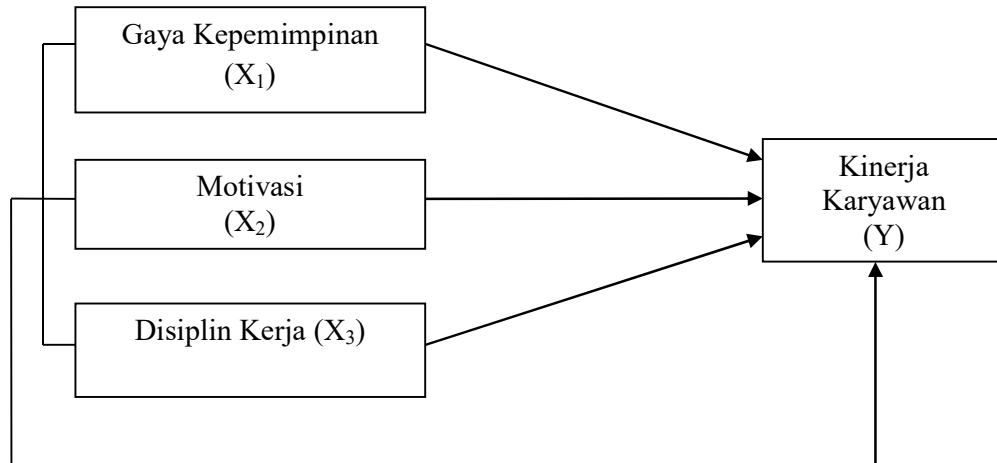 Gaya Kepemimpinan
(X₁)
Motivasi
(X₂)
Disiplin Kerja (X₃)
Kinerja
Karyawan
(Y)